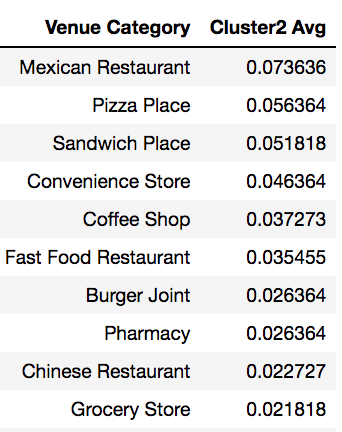 Venue Category Cluster2 Avg
Mexican Restaurant 0.073636
Pizza Place 0.056364
Sandwich Place 0.051818
Convenience Store 0.046364
Coffee Shop 0.037273
Fast Food Restaurant 0.035455
Burger Joint 0.026364
Pharmacy 0.026364
Chinese Restaurant 0.022727
Grocery Store 0.021818